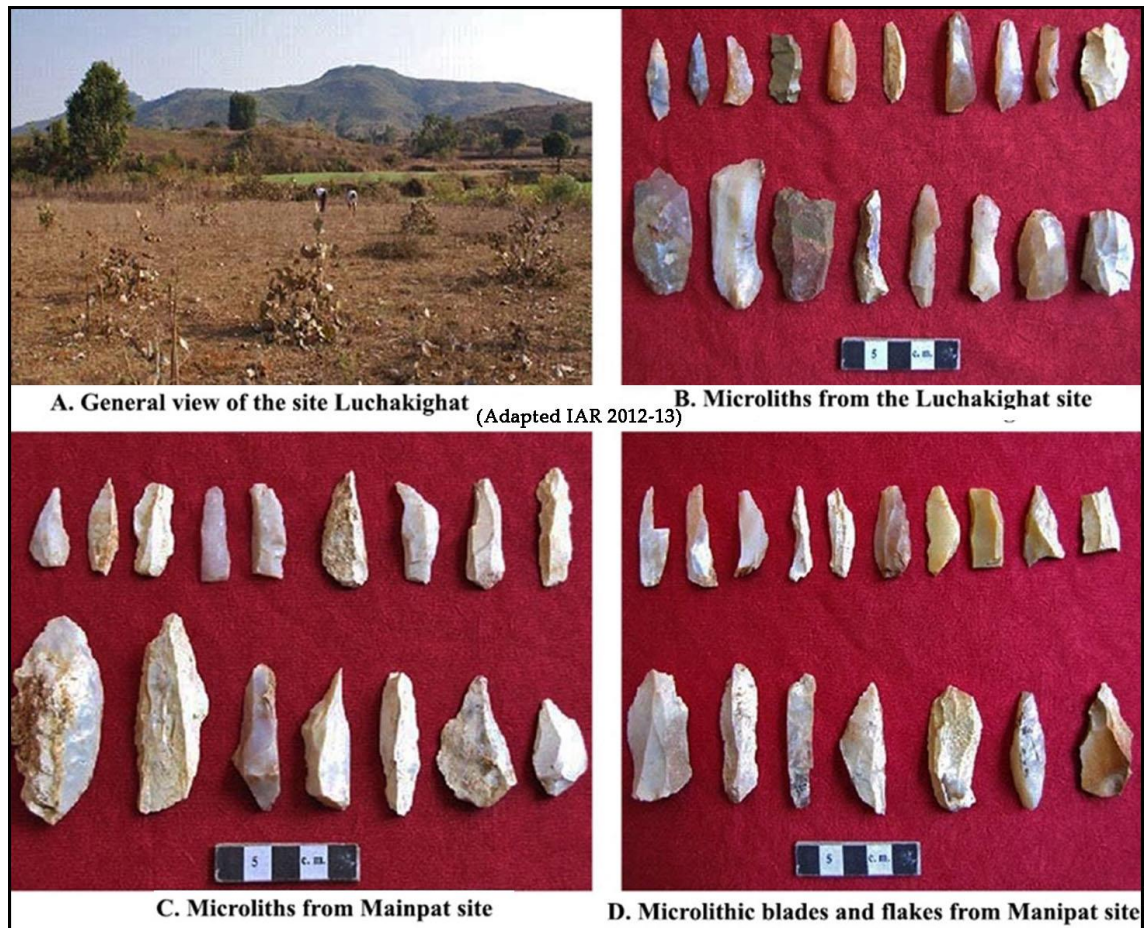 A. General view of the site Luchakighat
B. Microliths from the Luchakighat site
(Adapted IAR 2012-13)
5 c.m.
5 c.m.
5 c.m.
C. Microliths from Mainpat site
D. Microlithic blades and flakes from Manipat site